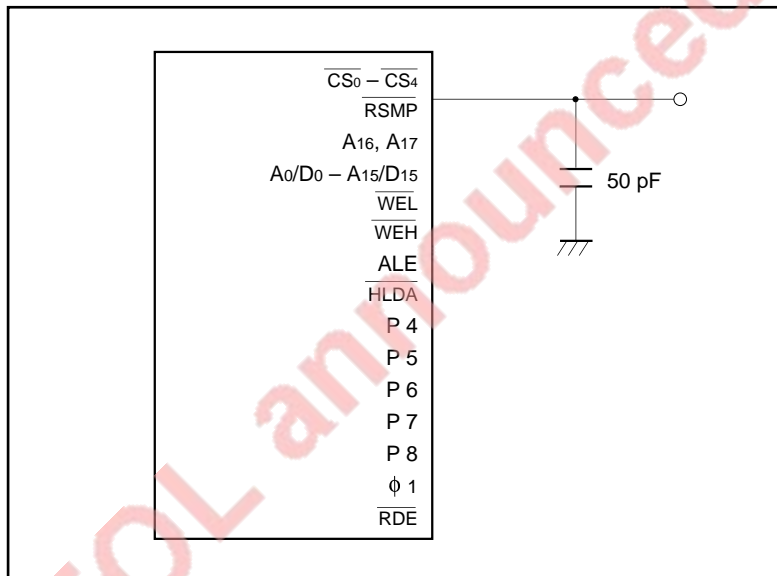 CS0 – CS4
RSMP
A16, A17
A0/D0 – A15/D15
WEL
WEH
ALE
HLDA
P 4
P 5
P 6
P 7
P 8
ϕ 1
RDE
50 pF
EOL announced